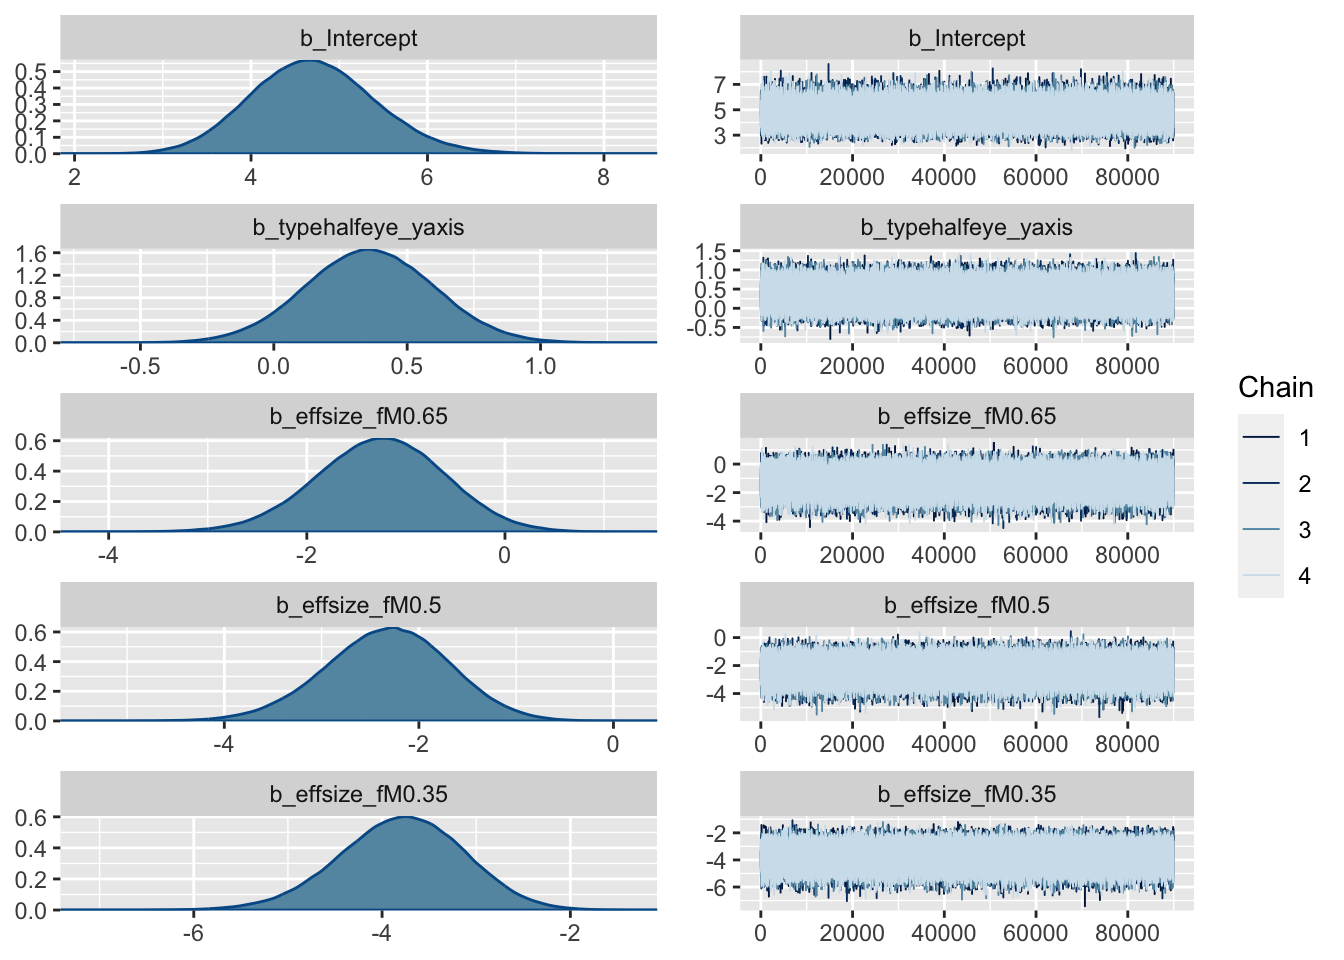 b_Intercept
0.5
0.4
0.3
0.2
0.1
0.0
2 4 6 8
b_Intercept
7
5
3
0 20000 40000 60000 80000
b_typehalfeye_yaxis
1.6
1.2
0.8
0.4
0.0
-0.5 0.0 0.5 1.0
b_typehalfeye_yaxis
1.5
1.0
0.5
0.0
-0.5
0 20000 40000 60000 80000
b_effsize_fM0.65
0.6
0.4
0.2
0.0
-4 -2 0
b_effsize_fM0.65
0
-2
-4
0 20000 40000 60000 80000
b_effsize_fM0.5
0.6
0.4
0.2
0.0
-4 -2 0
b_effsize_fM0.5
0
-2
-4
0 20000 40000 60000 80000
b_effsize_fM0.35
0.6
0.4
0.2
0.0
-6 -4 -2
b_effsize_fM0.35
-2
-4
-6
0 20000 40000 60000 80000
Chain
1
2
3
4